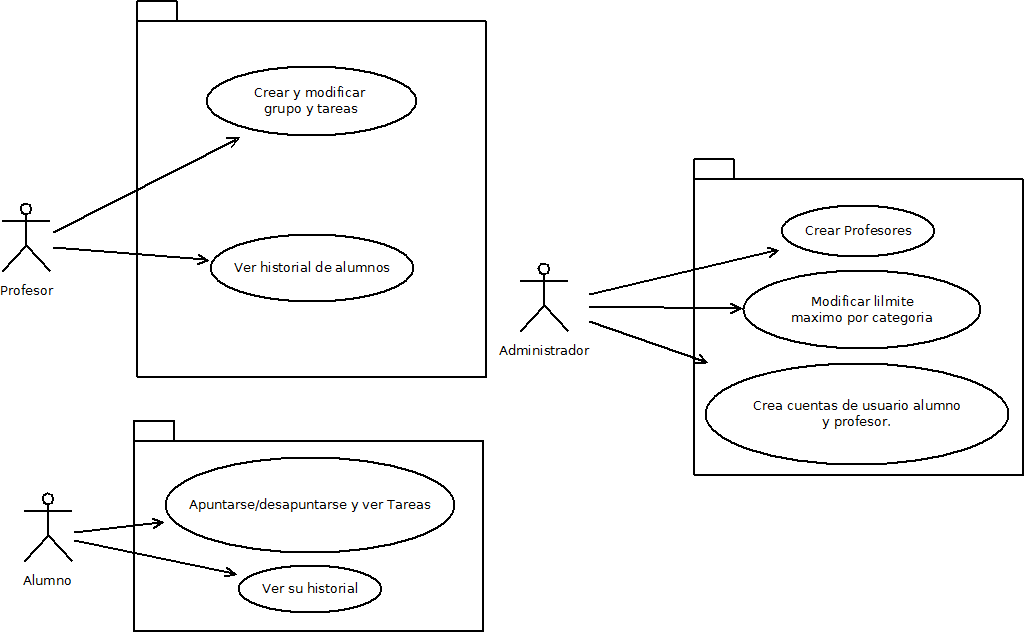 Crear y modificar
grupo y tareas
Profesor
Ver historial de alumnos
Crear Profesores
Modificar lilmite
maximo por categoria
Administrador
Crea cuentas de usuario alumno
y profesor.
Apuntarse/desapuntarse y ver Tareas
Alumno
Ver su historial